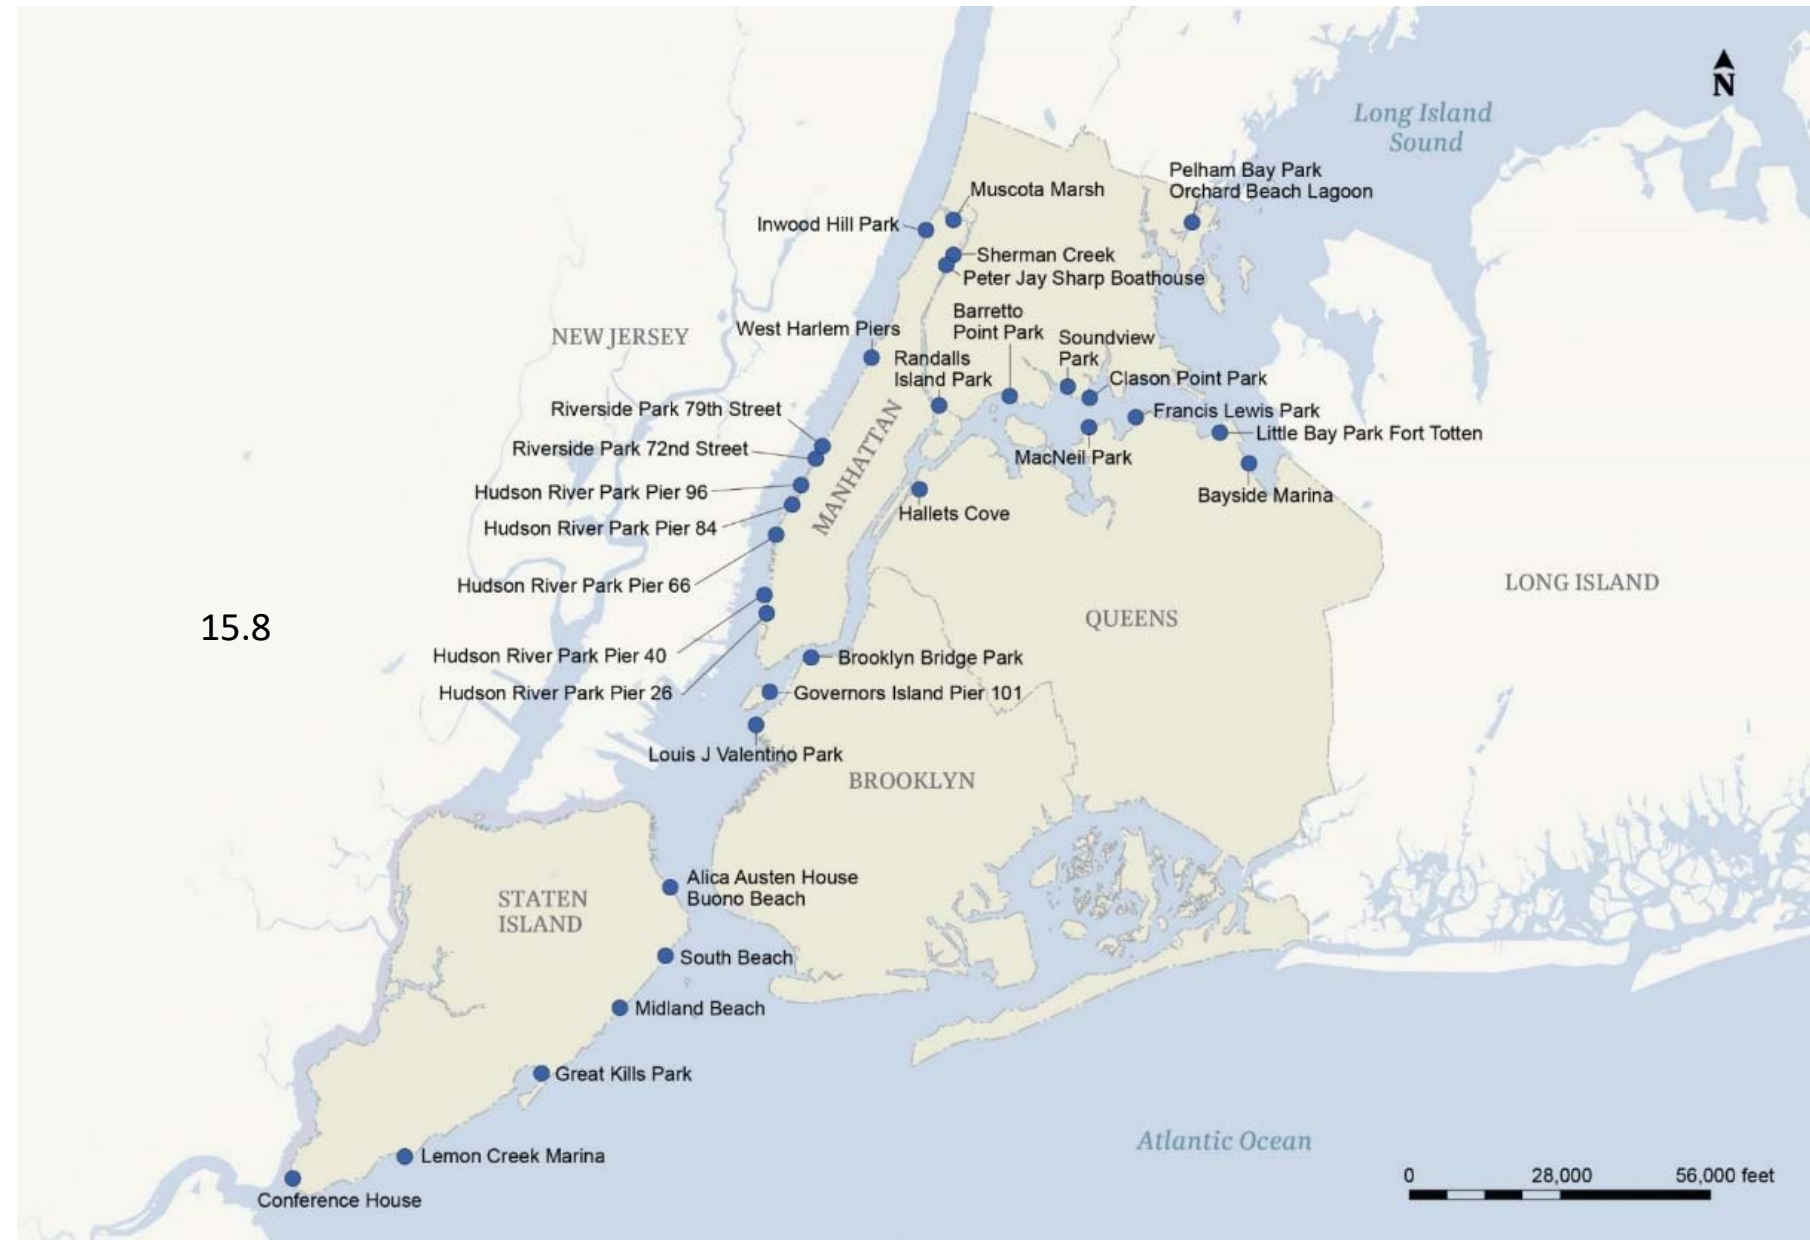 N
Long Island
Sound
Pelham Bay Park
Orchard Beach Lagoon
Muscota Marsh
Inwood Hill Park
Sherman Creek
Peter Jay Sharp Boathouse
Barretto
Point Park
NEW JERSEY
West Harlem Piers
Soundview
Park
Randalls
Island Park
Clason Point Park
Riverside Park 79th Street
Francis Lewis Park
Little Bay Park Fort Totten
Riverside Park 72nd Street
MacNeil Park
MANHATTAN
Hudson River Park Pier 96
Bayside Marina
Hallets Cove
Hudson River Park Pier 84
Hudson River Park Pier 66
LONG ISLAND
QUEENS
15.8
Hudson River Park Pier 40
Brooklyn Bridge Park
Hudson River Park Pier 26
Governors Island Pier 101
Louis J Valentino Park
BROOKLYN
Alica Austen House
Buono Beach
STATEN
ISLAND
South Beach
Midland Beach
Great Kills Park
Atlantic Ocean
Lemon Creek Marina
0 28,000 56,000 feet
Conference House